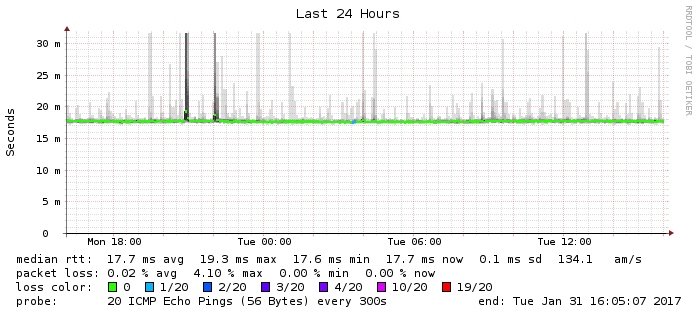 Last 24 Hours
RRDTOOL / TOBI OETIKER
Seconds
30 m
25 m
20 m
15 m
10 m
5 m
0
Mon 18:00 Tue 00:00 Tue 06:00 Tue 12:00
median rtt: 17.7 ms avg 19.3 ms max 17.6 ms min 17.7 ms now 0.1 ms sd 134.1 am/s
packet loss: 0.02 % avg 4.10 % max 0.00 % min 0.00 % now
loss color: 0 1/20 2/20 3/20 4/20 10/20 19/20
probe: 20 ICMP Echo Pings (56 Bytes) every 300s end: Tue Jan 31 16:05:07 2017